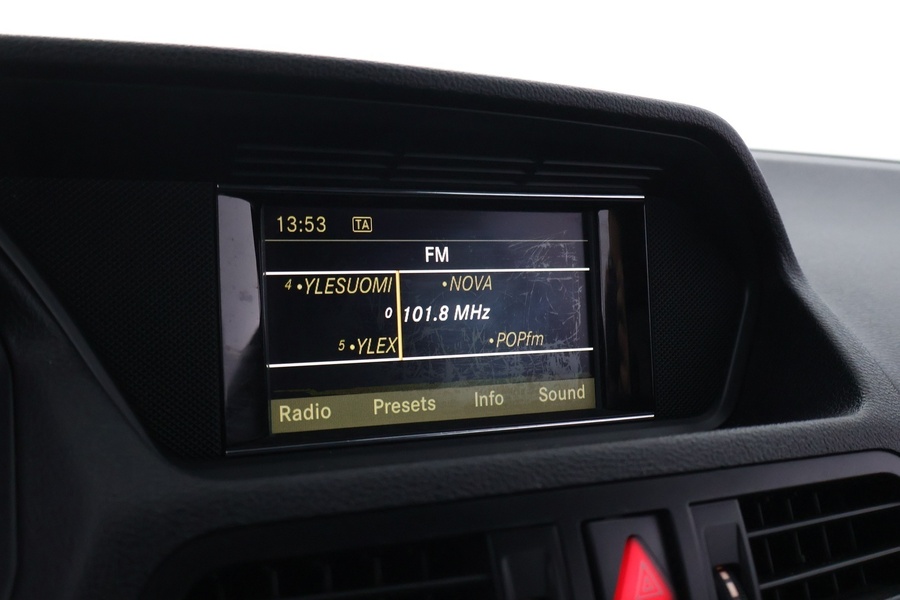 13:53 TA
FM
4 •YLESUOMI •NOVA
0 101.8 MHz
5 •YLEX •POPfm
Radio Presets Info Sound